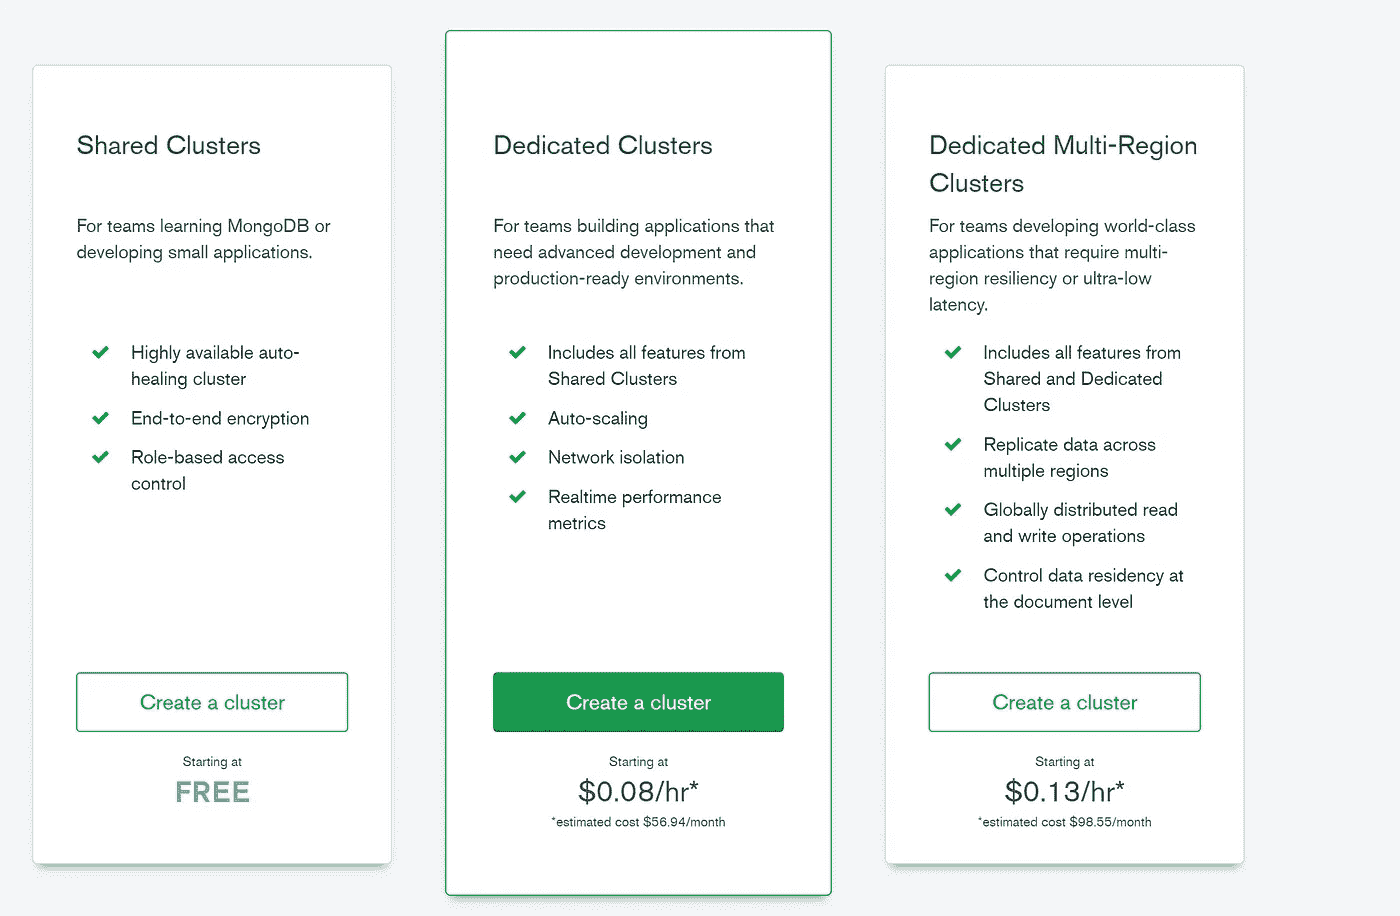 Shared Clusters
For teams learning MongoDB or
developing small applications.
Highly available auto-
healing cluster
End-to-end encryption
Role-based access
control
Create a cluster
Starting at
FREE
Dedicated Clusters
For teams building applications that
need advanced development and
production-ready environments.
Includes all features from
Shared Clusters
Auto-scaling
Network isolation
Realtime performance
metrics
Create a cluster
Starting at
$0.08/hr*
*estimated cost $56.94/month
Dedicated Multi-Region
Clusters
For teams developing world-class
applications that require multi-
region resiliency or ultra-low
latency.
Includes all features from
Shared and Dedicated
Clusters
Replicate data across
multiple regions
Globally distributed read
and write operations
Control data residency at
the document level
Create a cluster
Starting at
$0.13/hr*
*estimated cost $98.55/month